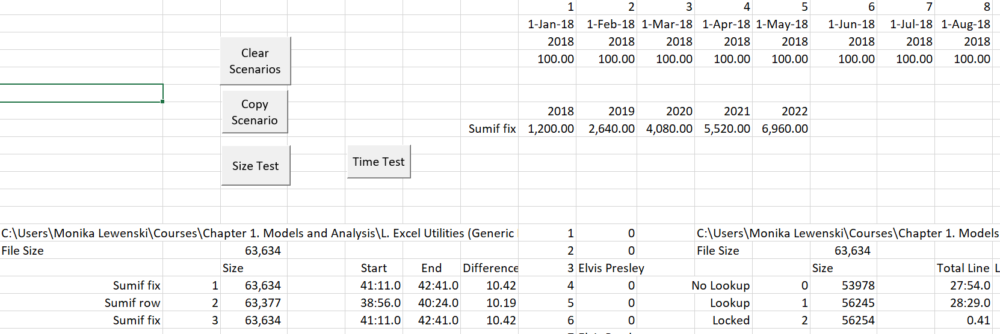 1 2 3 4 5 6 7 8
1-Jan-18 1-Feb-18 1-Mar-18 1-Apr-18 1-May-18 1-Jun-18 1-Jul-18 1-Aug-18
2018 2018 2018 2018 2018 2018 2018 2018
Clear
Scenarios
100.00 100.00 100.00 100.00 100.00 100.00 100.00 100.00
Copy
Scenario
2018 2019 2020 2021 2022
Sumif fix 1,200.00 2,640.00 4,080.00 5,520.00 6,960.00
Size Test
Time Test
C:\Users\Monika Lewenski\Courses\Chapter 1. Models and Analysis\L. Excel Utilities (Generic 1 0 C:\Users\Monika Lewenski\Courses\Chapter 1. Models
File Size 63,634 2 0 File Size 63,634
Size Start End Difference 3 Elvis Presley Size Total Line L
Sumif fix 1 63,634 41:11.0 42:41.0 10.42 4 0 No Lookup 0 53978 27:54.0
Sumif row 2 63,377 38:56.0 40:24.0 10.19 5 0 Lookup 1 56245 28:29.0
Sumif fix 3 63,634 41:11.0 42:41.0 10.42 6 0 Locked 2 56254 0.41